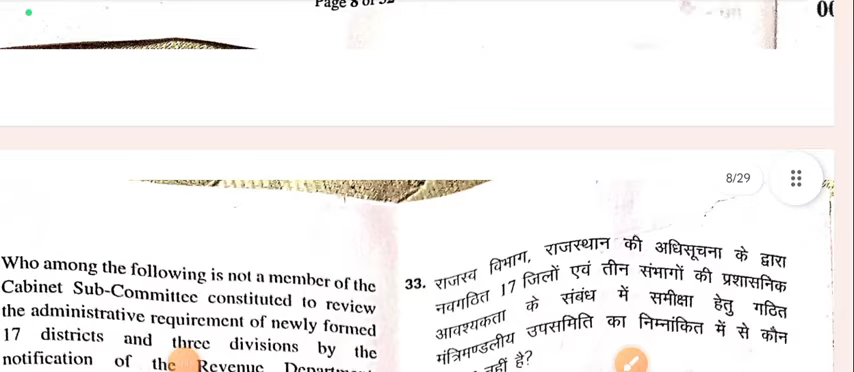 Page 8 of 32
00
8/29
Who among the following is not a member of the
Cabinet Sub-Committee constituted to review
the administrative requirement of newly formed
17 districts and three divisions by the
notification of the Revenue
33. राजस्व विभाग, राजस्थान की अधिसूचना के द्वारा
नवगठित 17 जिलों एवं तीन संभागों की प्रशासनिक
आवश्यकता के संबंध में समीक्षा हेतु गठित
मंत्रिमण्डलीय उपसमिति का निम्नांकित में से कौन
नहीं है?